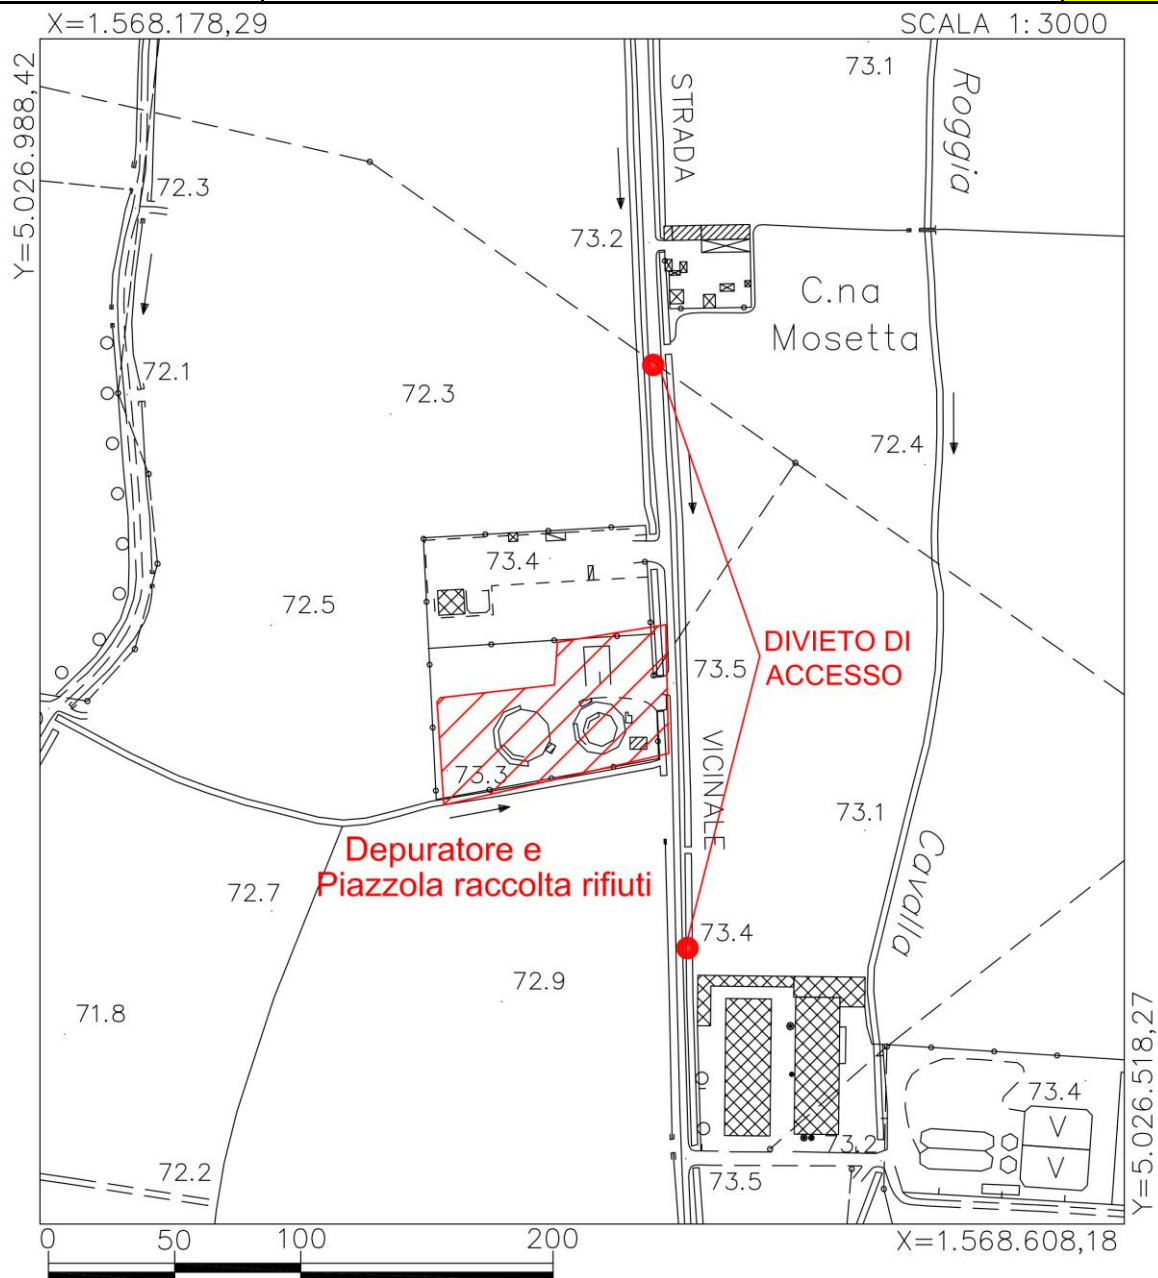 X=1.568.178,29
SCALA 1:3000
Y=5.026.988,42
73.1
STRADA
Roggia
72.3
73.2
C.na
Mosetta
72.1
72.3
72.4
73.4
72.5
DIVIETO DI
ACCESSO
73.5
VICINALE
73.3
73.1
Depuratore e
Piazzola raccolta rifiuti
Cavalla
72.7
73.4
72.9
71.8
Y=5.026.518,27
73.4
V
V
73.2
72.2
73.5
0
50
100
200
X=1.568.608,18